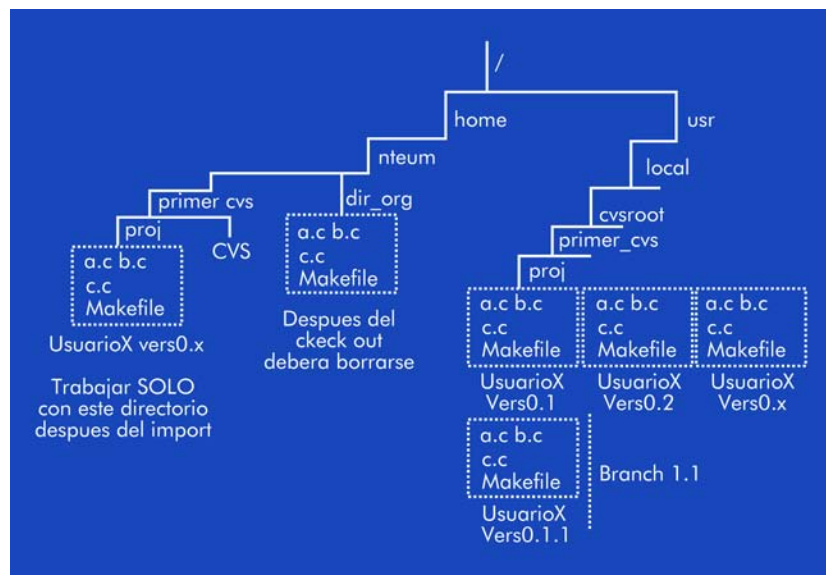 /
home
usr
nteum
local
primer cvs
dir_org
cvsroot
proj
CVS
primer_cvs
proj
a.c b.c
c.c
Makefile
UsuarioX vers0.x
Trabajar SOLO
con este directorio
despues del import
a.c b.c
c.c
Makefile
Despues del
ckeck out
debera borrarse
a.c b.c
c.c
Makefile
UsuarioX
Vers0.1
a.c b.c
c.c
Makefile
UsuarioX
Vers0.2
a.c b.c
c.c
Makefile
UsuarioX
Vers0.x
a.c b.c
c.c
Makefile
UsuarioX
Vers0.1.1
Branch 1.1